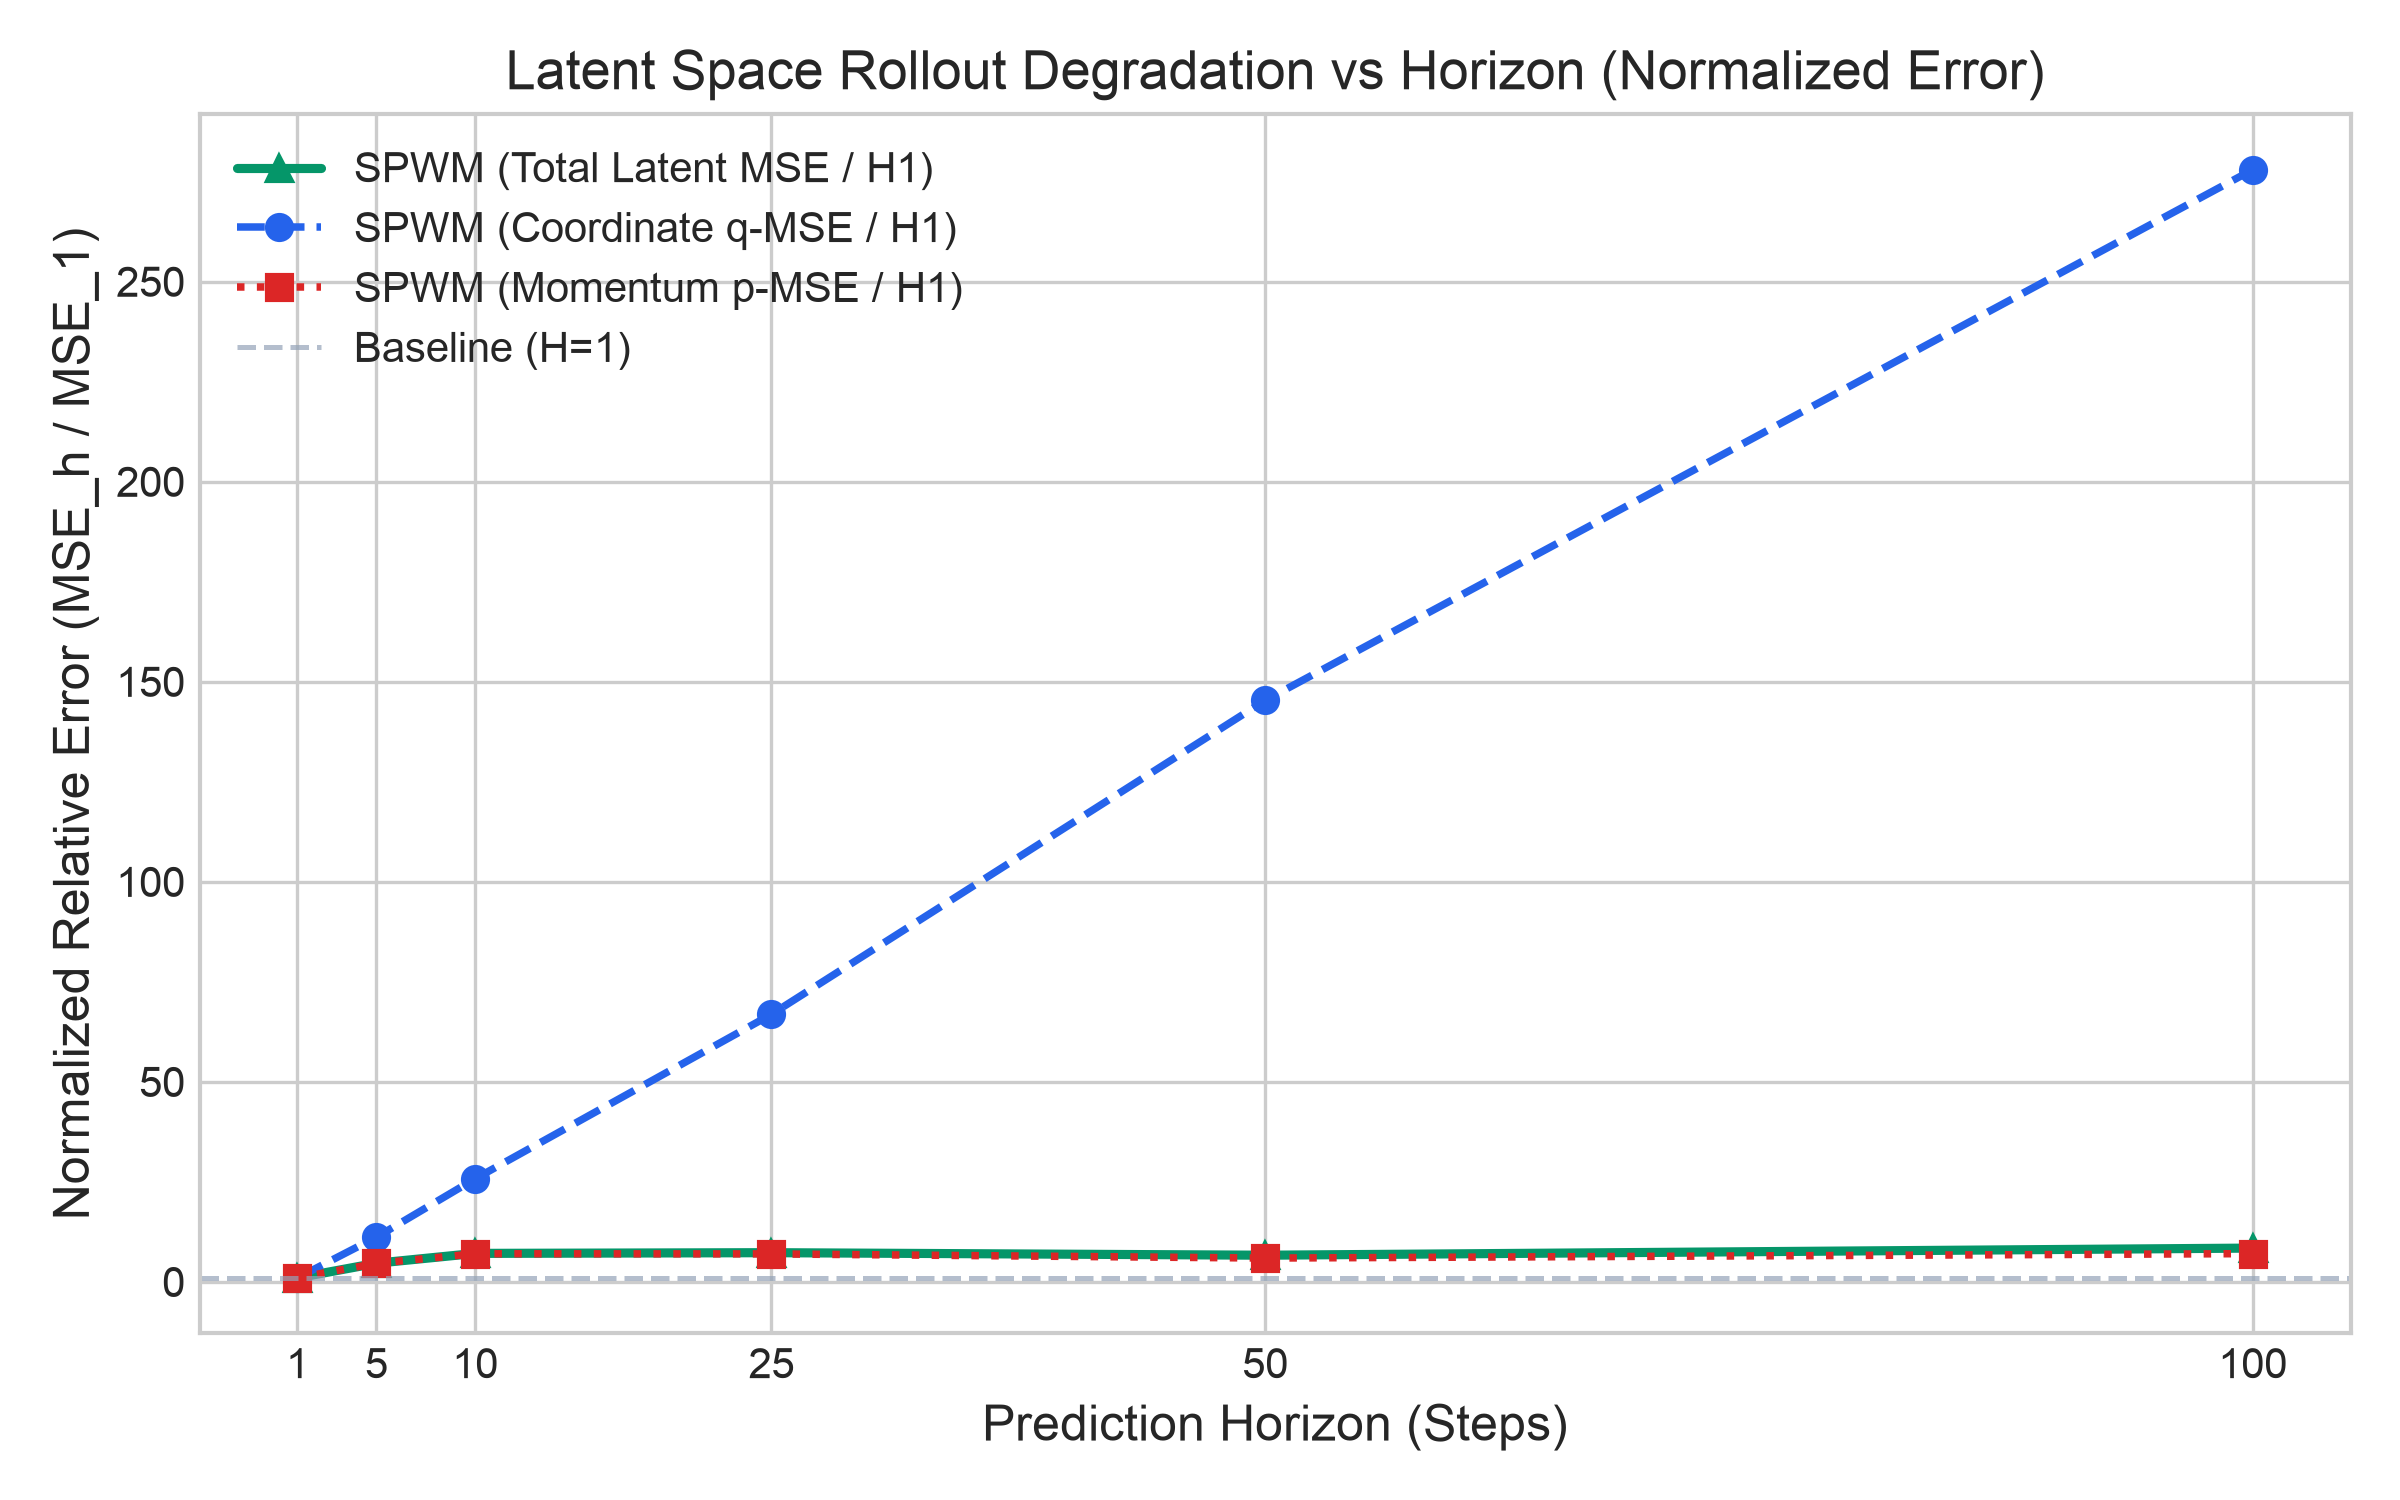 Latent Space Rollout Degradation vs Horizon (Normalized Error)
SPWM (Total Latent MSE / H1)
SPWM (Coordinate q-MSE / H1)
SPWM (Momentum p-MSE / H1)
Baseline (H=1)
Normalized Relative Error (MSE_h / MSE_1)
250
200
150
100
50
0
1 5 10 25 50 100
Prediction Horizon (Steps)